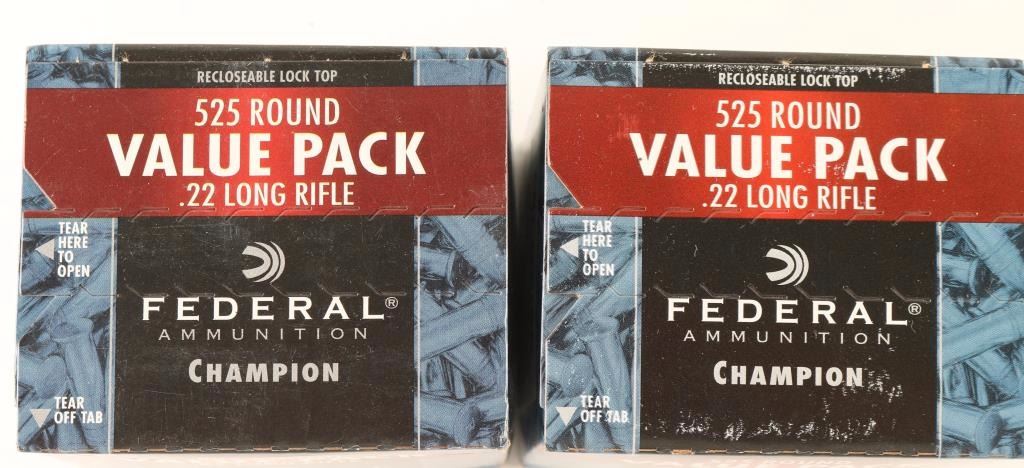 RECLOSEABLE LOCK TOP
525 ROUND
VALUE PACK
.22 LONG RIFLE
TEAR
HERE
TO
OPEN
FEDERAL®
AMMUNITION
CHAMPION
TEAR
OFF TAB
RECLOSEABLE LOCK TOP
525 ROUND
VALUE PACK
.22 LONG RIFLE
TEAR
HERE
TO
OPEN
FEDERAL®
AMMUNITION
CHAMPION
TEAR
OFF TAB